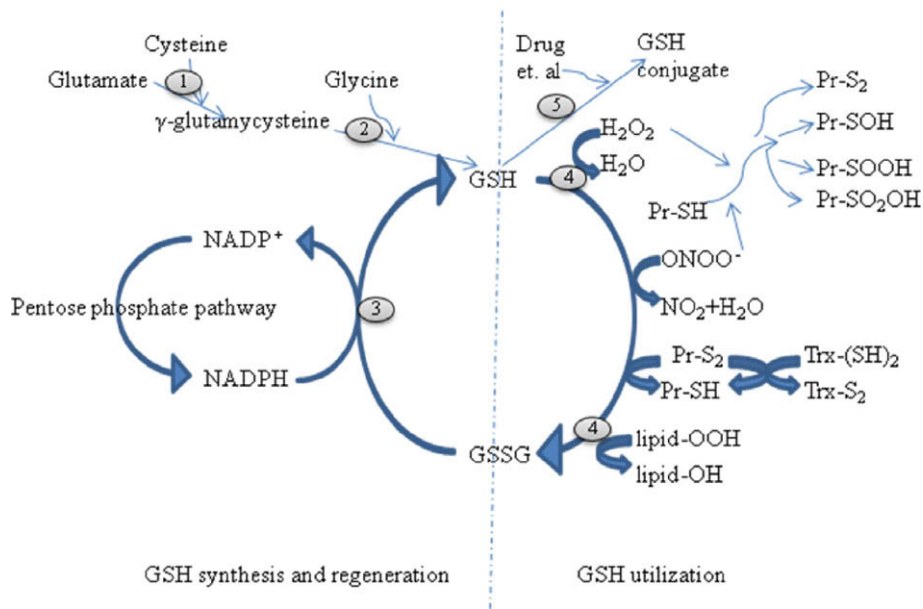 Cysteine
Glutamate
1
γ-glutamycysteine
Glycine
2
Drug
et. al
GSH
conjugate
5
H₂O₂
H₂O
4
GSH
Pr-SH
Pr-S₂
Pr-SOH
Pr-SOOH
Pr-SO₂OH
NADP⁺
Pentose phosphate pathway
NADPH
3
ONOO⁻
NO₂+H₂O
Pr-S₂
Pr-SH
Trx-(SH)₂
Trx-S₂
4
GSSG
lipid-OOH
lipid-OH
GSH synthesis and regeneration
GSH utilization